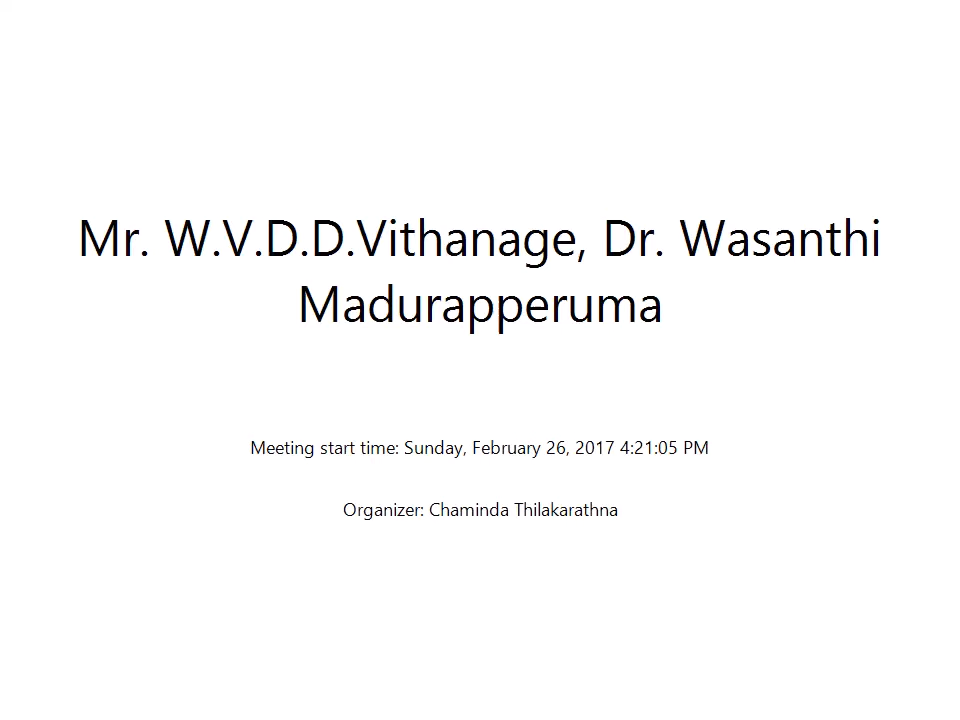 Mr. W.V.D.D.Vithanage, Dr. Wasanthi
Madurapperuma
Meeting start time: Sunday, February 26, 2017 4:21:05 PM
Organizer: Chaminda Thilakarathna